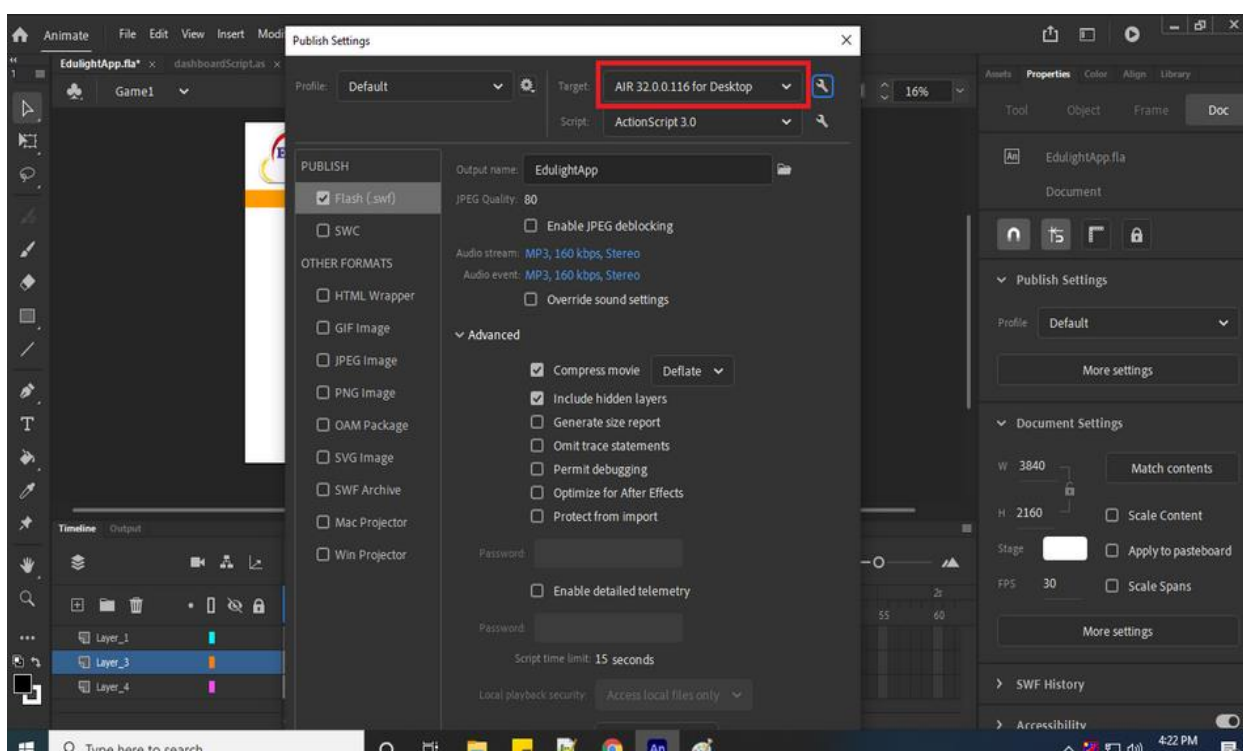 Animate File Edit View Insert Modi
EdulightApp.fla* × dashboardScript.as ×
Game1
16%
Publish Settings
Profile: Default
Target: AIR 32.0.0.116 for Desktop
Script: ActionScript 3.0
PUBLISH
Flash (.swf)
SWC
OTHER FORMATS
HTML Wrapper
GIF Image
JPEG Image
PNG Image
OAM Package
SVG Image
SWF Archive
Mac Projector
Win Projector
Output name: EdulightApp
JPEG Quality: 80
Enable JPEG deblocking
Audio stream: MP3, 160 kbps, Stereo
Audio event: MP3, 160 kbps, Stereo
Override sound settings
Advanced
Compress movie Deflate
Include hidden layers
Generate size report
Omit trace statements
Permit debugging
Optimize for After Effects
Protect from import
Password:
Enable detailed telemetry
Password:
Script time limit: 15 seconds
Local playback security: Access local files only
Assets Properties Color Align Library
Tool Object Frame Doc
An EdulightApp.fla
Document
Publish Settings
Profile Default
More settings
Document Settings
W 3840
Match contents
H 2160
Scale Content
Stage
Apply to pasteboard
FPS 30
Scale Spans
More settings
SWF History
Accessibility
Timeline Output
2s
55 60
Layer_1
Layer_3
Layer_4
Type here to search
An
4:22 PM